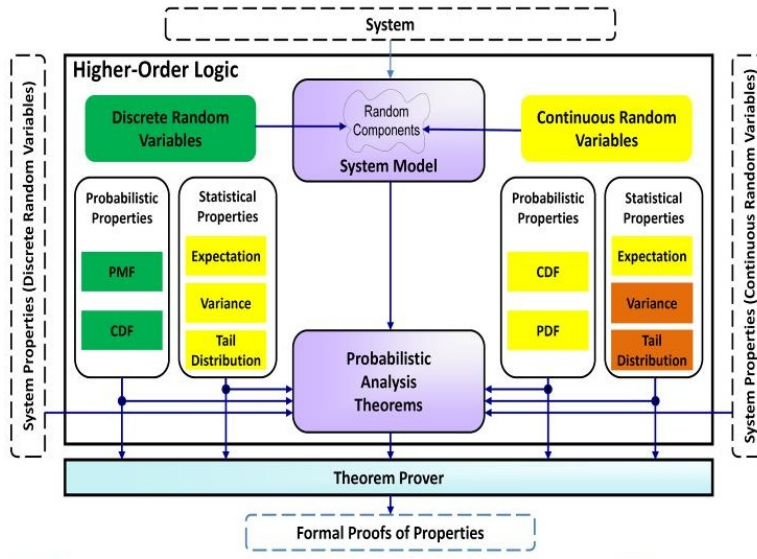 System
Higher-Order Logic
Discrete Random
Variables
Random
Components
System Model
Continuous Random
Variables
Probabilistic
Properties
PMF
CDF
Statistical
Properties
Expectation
Variance
Tail
Distribution
Probabilistic
Properties
CDF
PDF
Statistical
Properties
Expectation
Variance
Tail
Distribution
Probabilistic
Analysis
Theorems
System Properties (Discrete Random Variables)
System Properties (Continuous Random Variables)
Theorem Prover
Formal Proofs of Properties